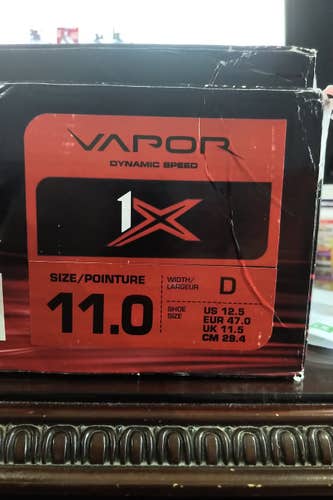 VAPOR
DYNAMIC SPEED
1X
SIZE/POINTURE
11.0
WIDTH/
LARGEUR
D
SHOE
SIZE
US 12.5
EUR 47.0
UK 11.5
CM 29.4